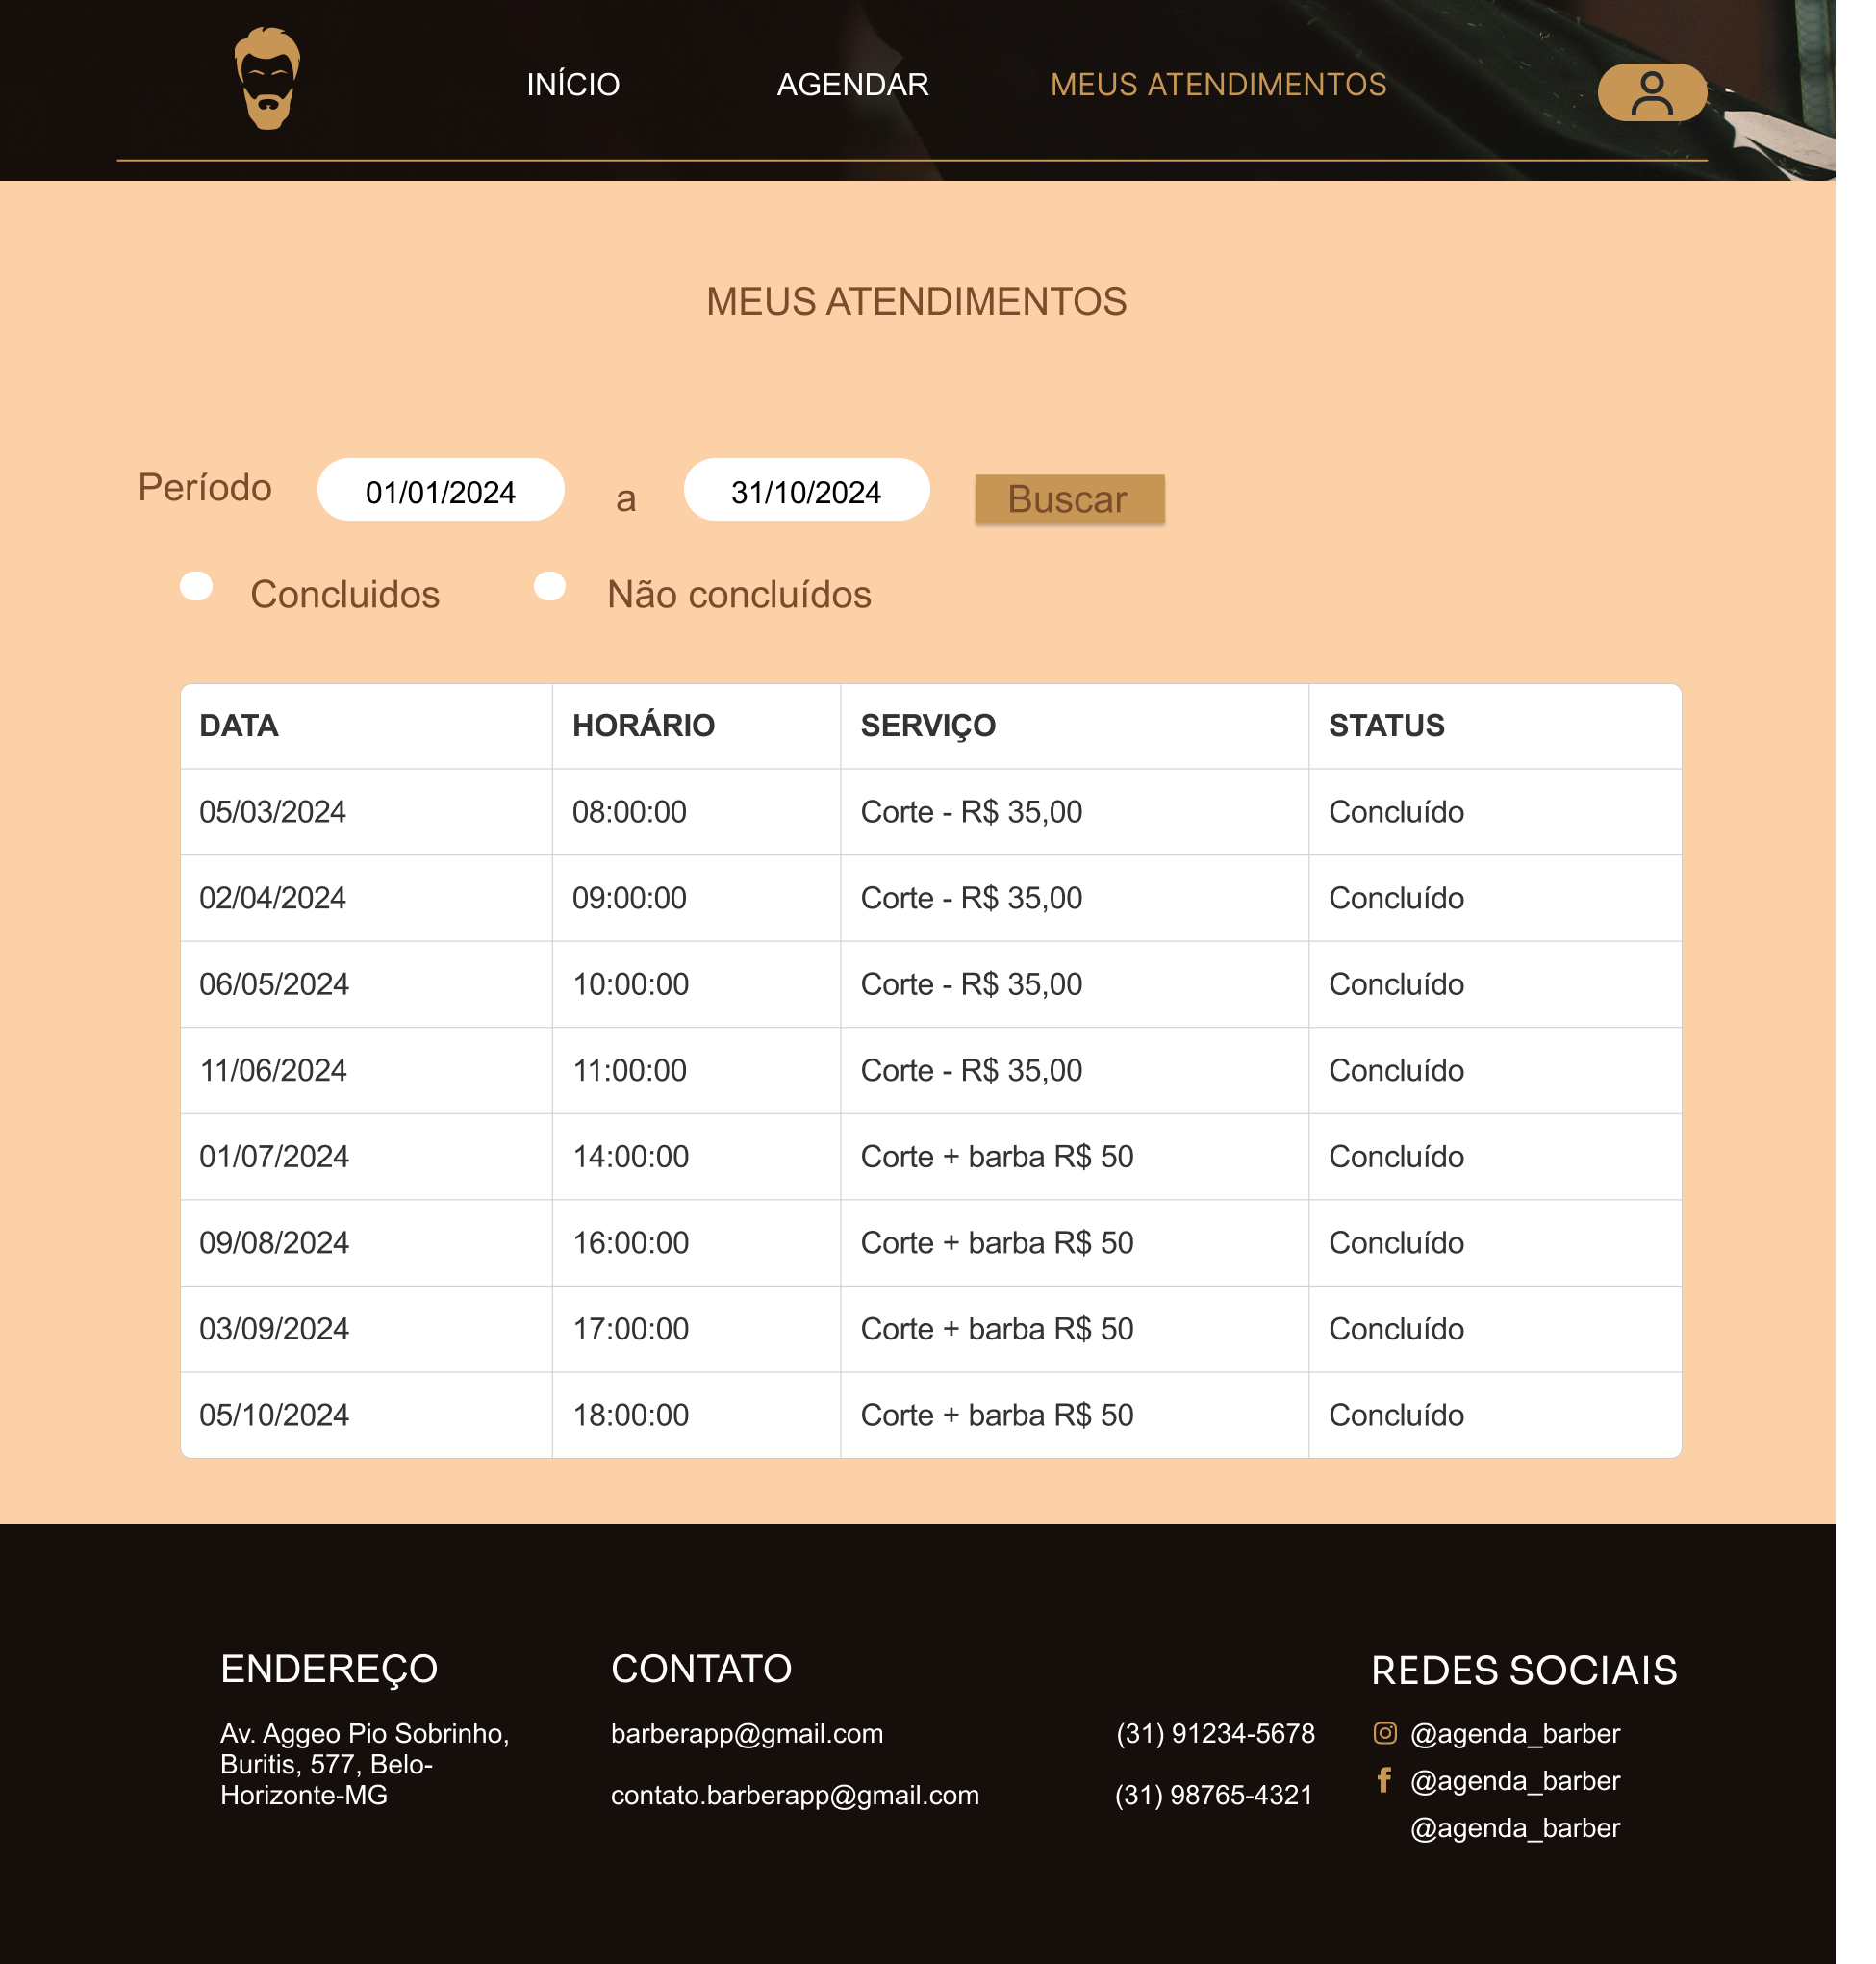 INÍCIO AGENDAR MEUS ATENDIMENTOS
MEUS ATENDIMENTOS
Período 01/01/2024 a 31/10/2024 Buscar
Concluidos Não concluídos
DATA HORÁRIO SERVIÇO STATUS
05/03/2024 08:00:00 Corte - R$ 35,00 Concluído
02/04/2024 09:00:00 Corte - R$ 35,00 Concluído
06/05/2024 10:00:00 Corte - R$ 35,00 Concluído
11/06/2024 11:00:00 Corte - R$ 35,00 Concluído
01/07/2024 14:00:00 Corte + barba R$ 50 Concluído
09/08/2024 16:00:00 Corte + barba R$ 50 Concluído
03/09/2024 17:00:00 Corte + barba R$ 50 Concluído
05/10/2024 18:00:00 Corte + barba R$ 50 Concluído
ENDEREÇO
Av. Aggeo Pio Sobrinho,
Buritis, 577, Belo-
Horizonte-MG
CONTATO
barberapp@gmail.com (31) 91234-5678
contato.barberapp@gmail.com (31) 98765-4321
REDES SOCIAIS
@agenda_barber
@agenda_barber
@agenda_barber